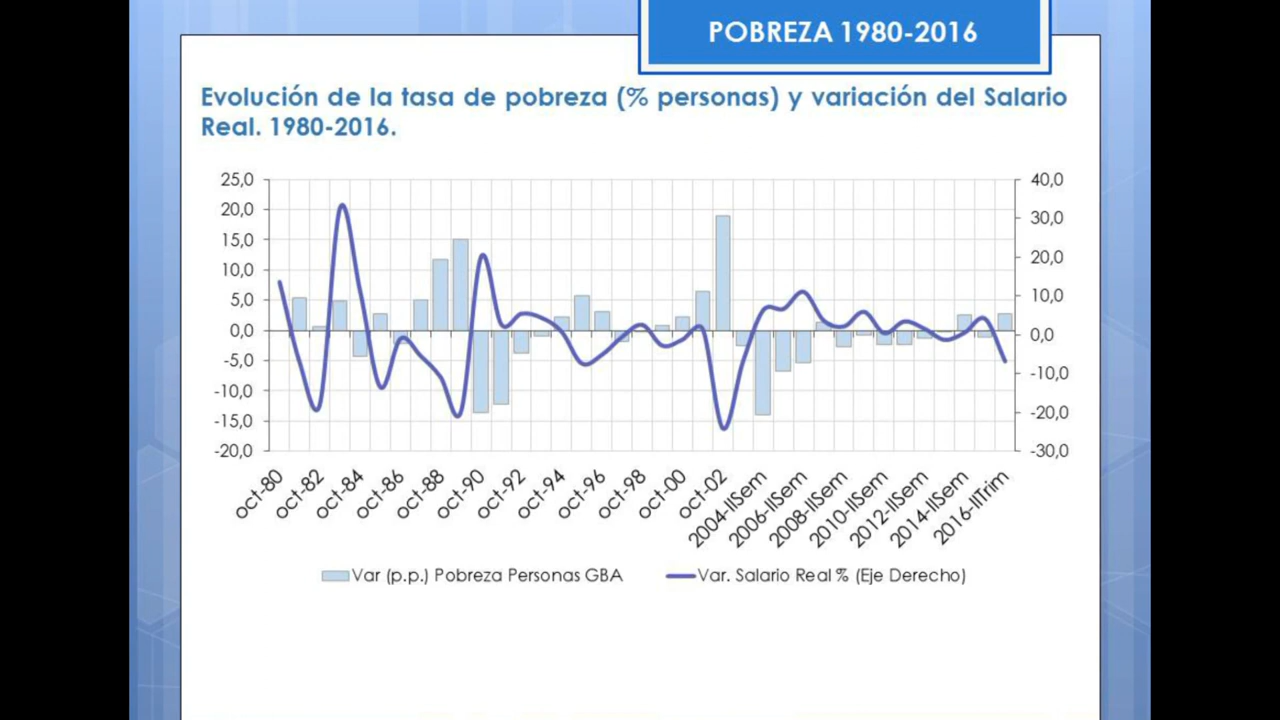 POBREZA 1980-2016
Evolución de la tasa de pobreza (% personas) y variación del Salario
Real. 1980-2016.
25,0
20,0
15,0
10,0
5,0
0,0
-5,0
-10,0
-15,0
-20,0
40,0
30,0
20,0
10,0
0,0
-10,0
-20,0
-30,0
oct-80
oct-82
oct-84
oct-86
oct-88
oct-90
oct-92
oct-94
oct-96
oct-98
oct-00
oct-02
2004-IISem
2006-IISem
2008-IISem
2010-IISem
2012-IISem
2014-IISem
2016-IITrim
Var (p.p.) Pobreza Personas GBA
Var. Salario Real % (Eje Derecho)